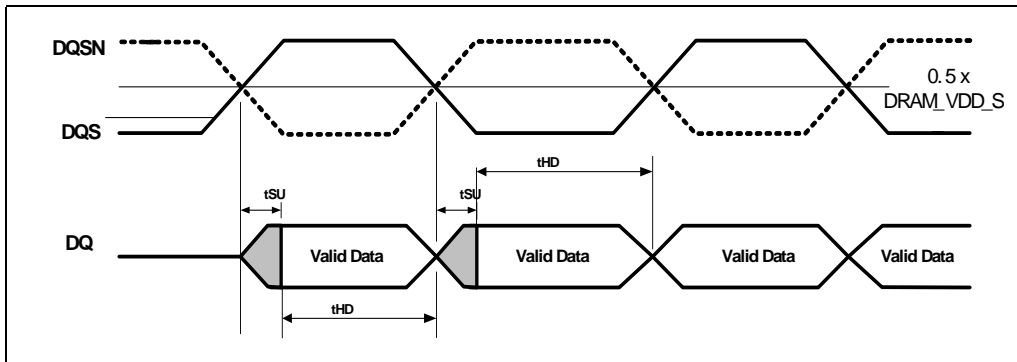 DQSN
0.5 x
DRAM_VDD_S
DQS
tHD
tSU
tSU
DQ
Valid Data
Valid Data
Valid Data
Valid Data
tHD